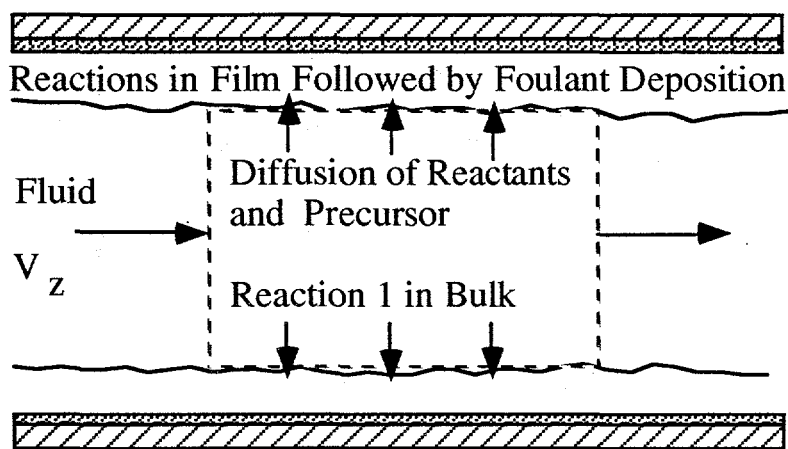 Reactions in Film Followed by Foulant Deposition
Diffusion of Reactants
and Precursor
Fluid
V z
Reaction 1 in Bulk